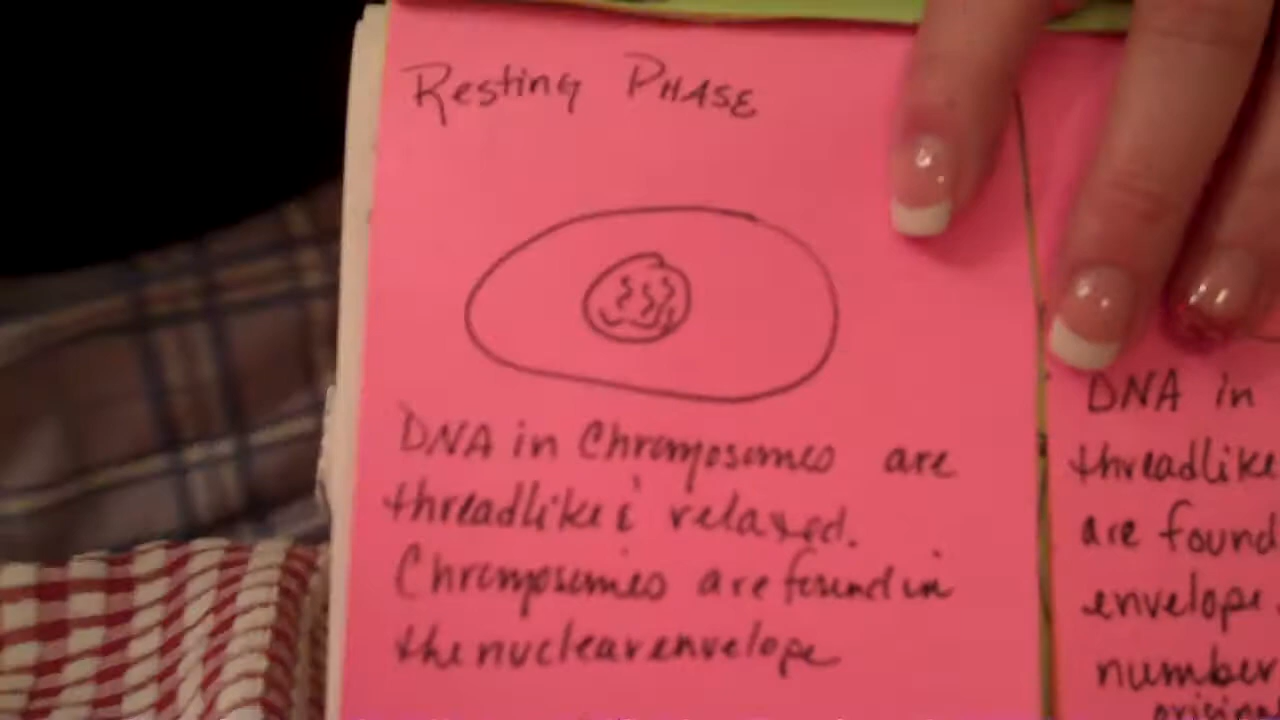 Resting PHASE
DNA in Chromosomes are
threadlike & relaxed.
Chromosomes are found in
the nuclear envelope
DNA in
threadlike
are found
envelope
number